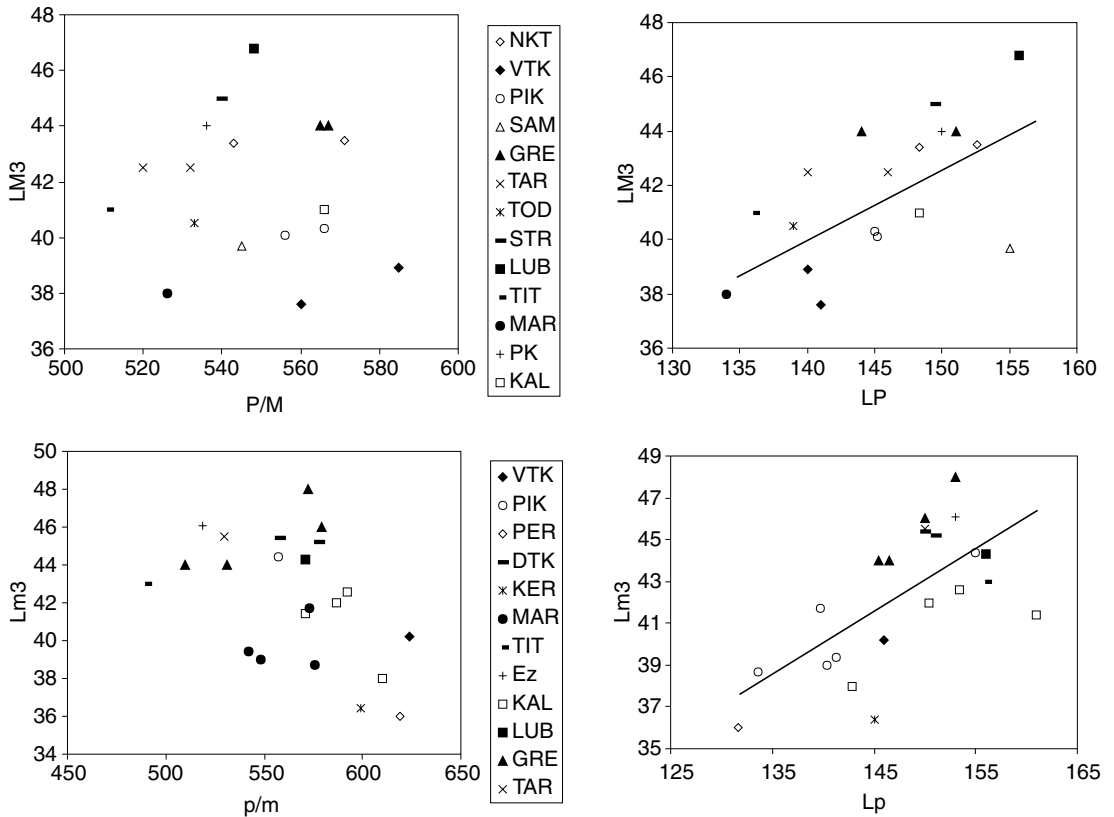 48
46
44
42
40
38
36
LM3
500 520 540 560 580 600
P/M
NKT
VTK
PIK
SAM
GRE
TAR
TOD
STR
LUB
TIT
MAR
PK
KAL
48
46
44
42
40
38
36
LM3
130 135 140 145 150 155 160
LP
50
48
46
44
42
40
38
36
34
Lm3
450 500 550 600 650
p/m
VTK
PIK
PER
DTK
KER
MAR
TIT
Ez
KAL
LUB
GRE
TAR
49
47
45
43
41
39
37
35
Lm3
125 135 145 155 165
Lp